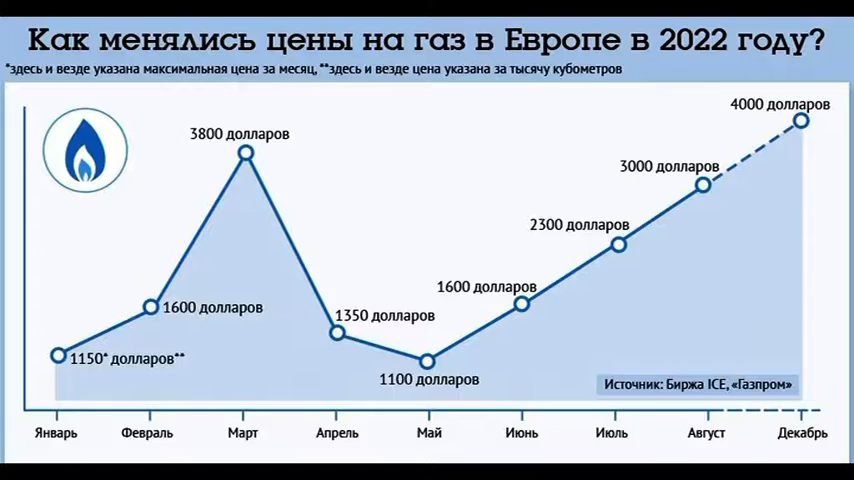 Как менялись цены на газ в Европе в 2022 году?
*здесь и везде указана максимальная цена за месяц, **здесь и везде цена указана за тысячу кубометров
4000 долларов
3800 долларов
3000 долларов
2300 долларов
1600 долларов
1600 долларов
1350 долларов
1150* долларов**
1100 долларов
Источник: Биржа ICE, «Газпром»
Январь Февраль Март Апрель Май Июнь Июль Август Декабрь